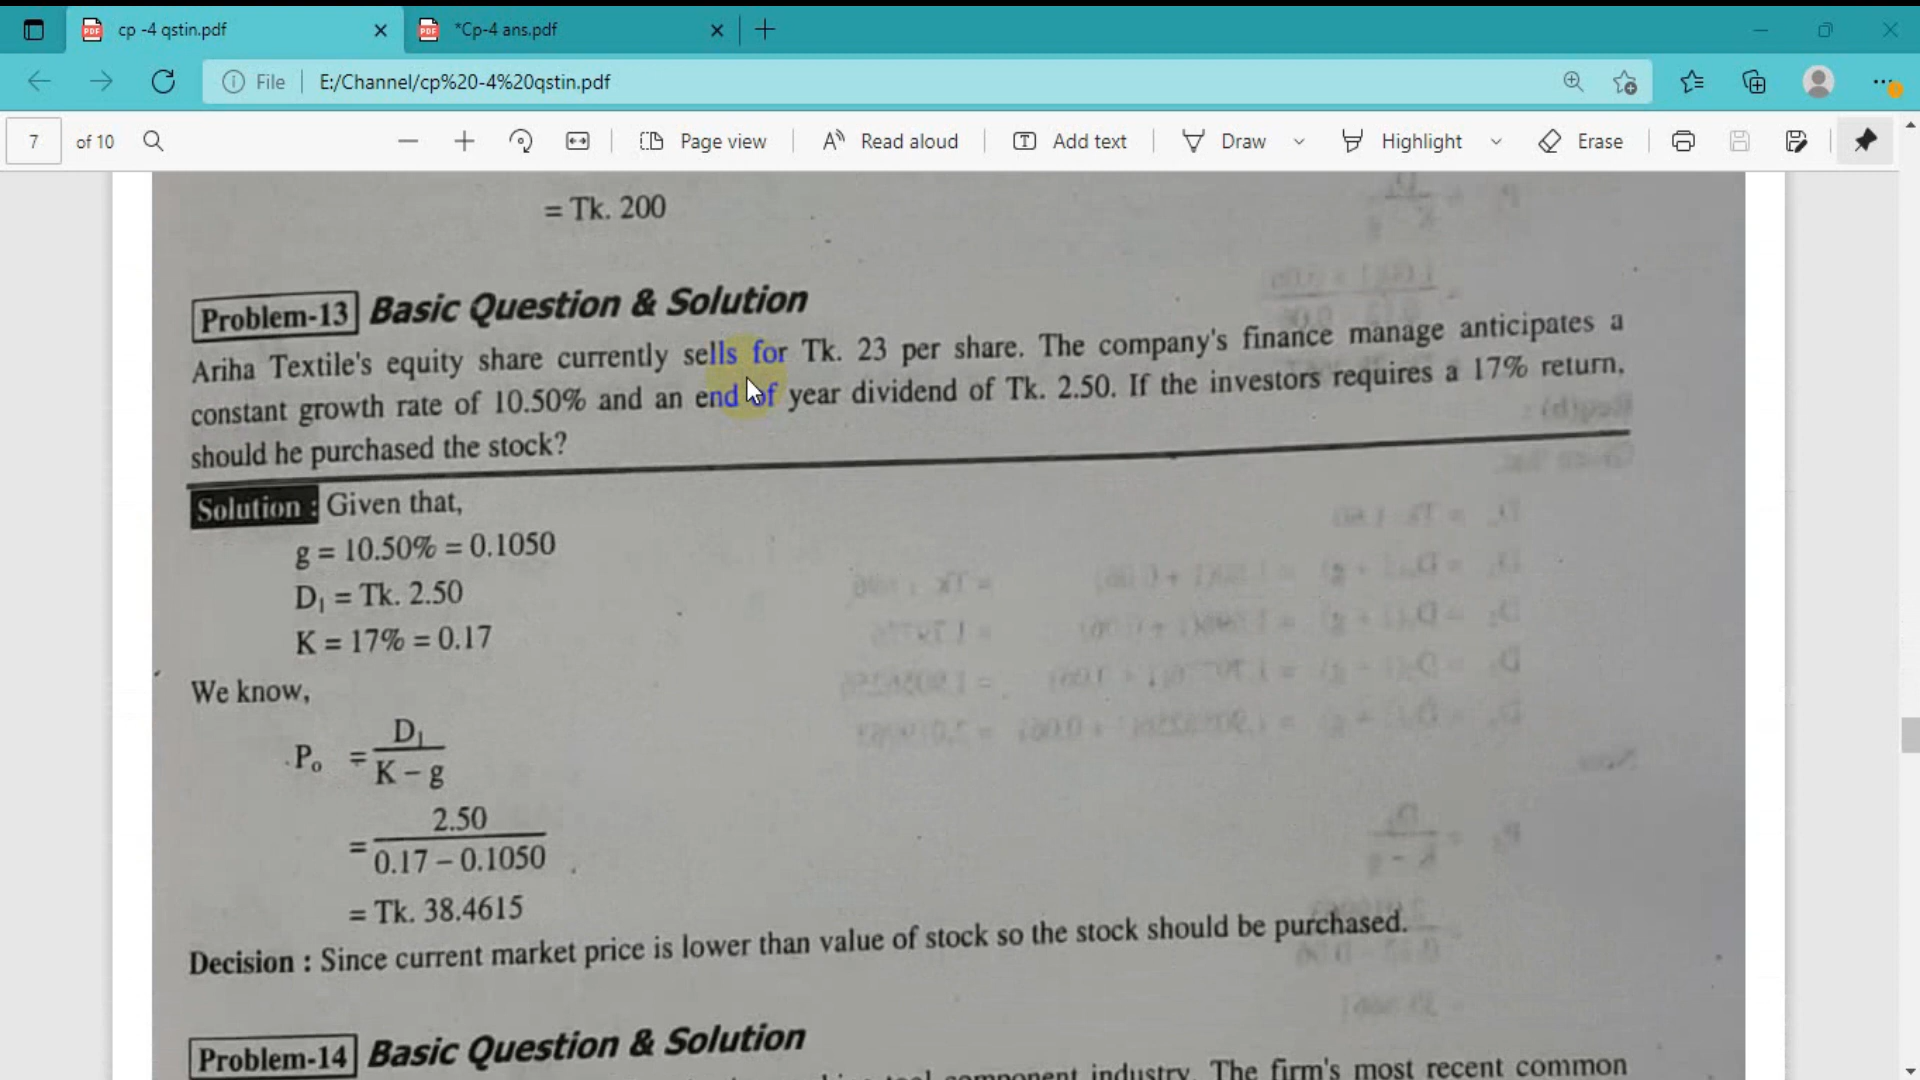 cp -4 qstin.pdf
*Cp-4 ans.pdf
File
E:/Channel/cp%20-4%20qstin.pdf
7 of 10
Page view
Read aloud
Add text
Draw
Highlight
Erase
= Tk. 200
Problem-13 Basic Question & Solution
Ariha Textile's equity share currently sells for Tk. 23 per share. The company's finance manage anticipates a
constant growth rate of 10.50% and an end of year dividend of Tk. 2.50. If the investors requires a 17% return,
should he purchased the stock?
Solution : Given that,
g = 10.50% = 0.1050
D₁ = Tk. 2.50
K = 17% = 0.17
We know,
Pₒ = D₁
K – g
= 2.50
0.17 – 0.1050
= Tk. 38.4615
Decision : Since current market price is lower than value of stock so the stock should be purchased.
Problem-14 Basic Question & Solution
component industry. The firm's most recent common